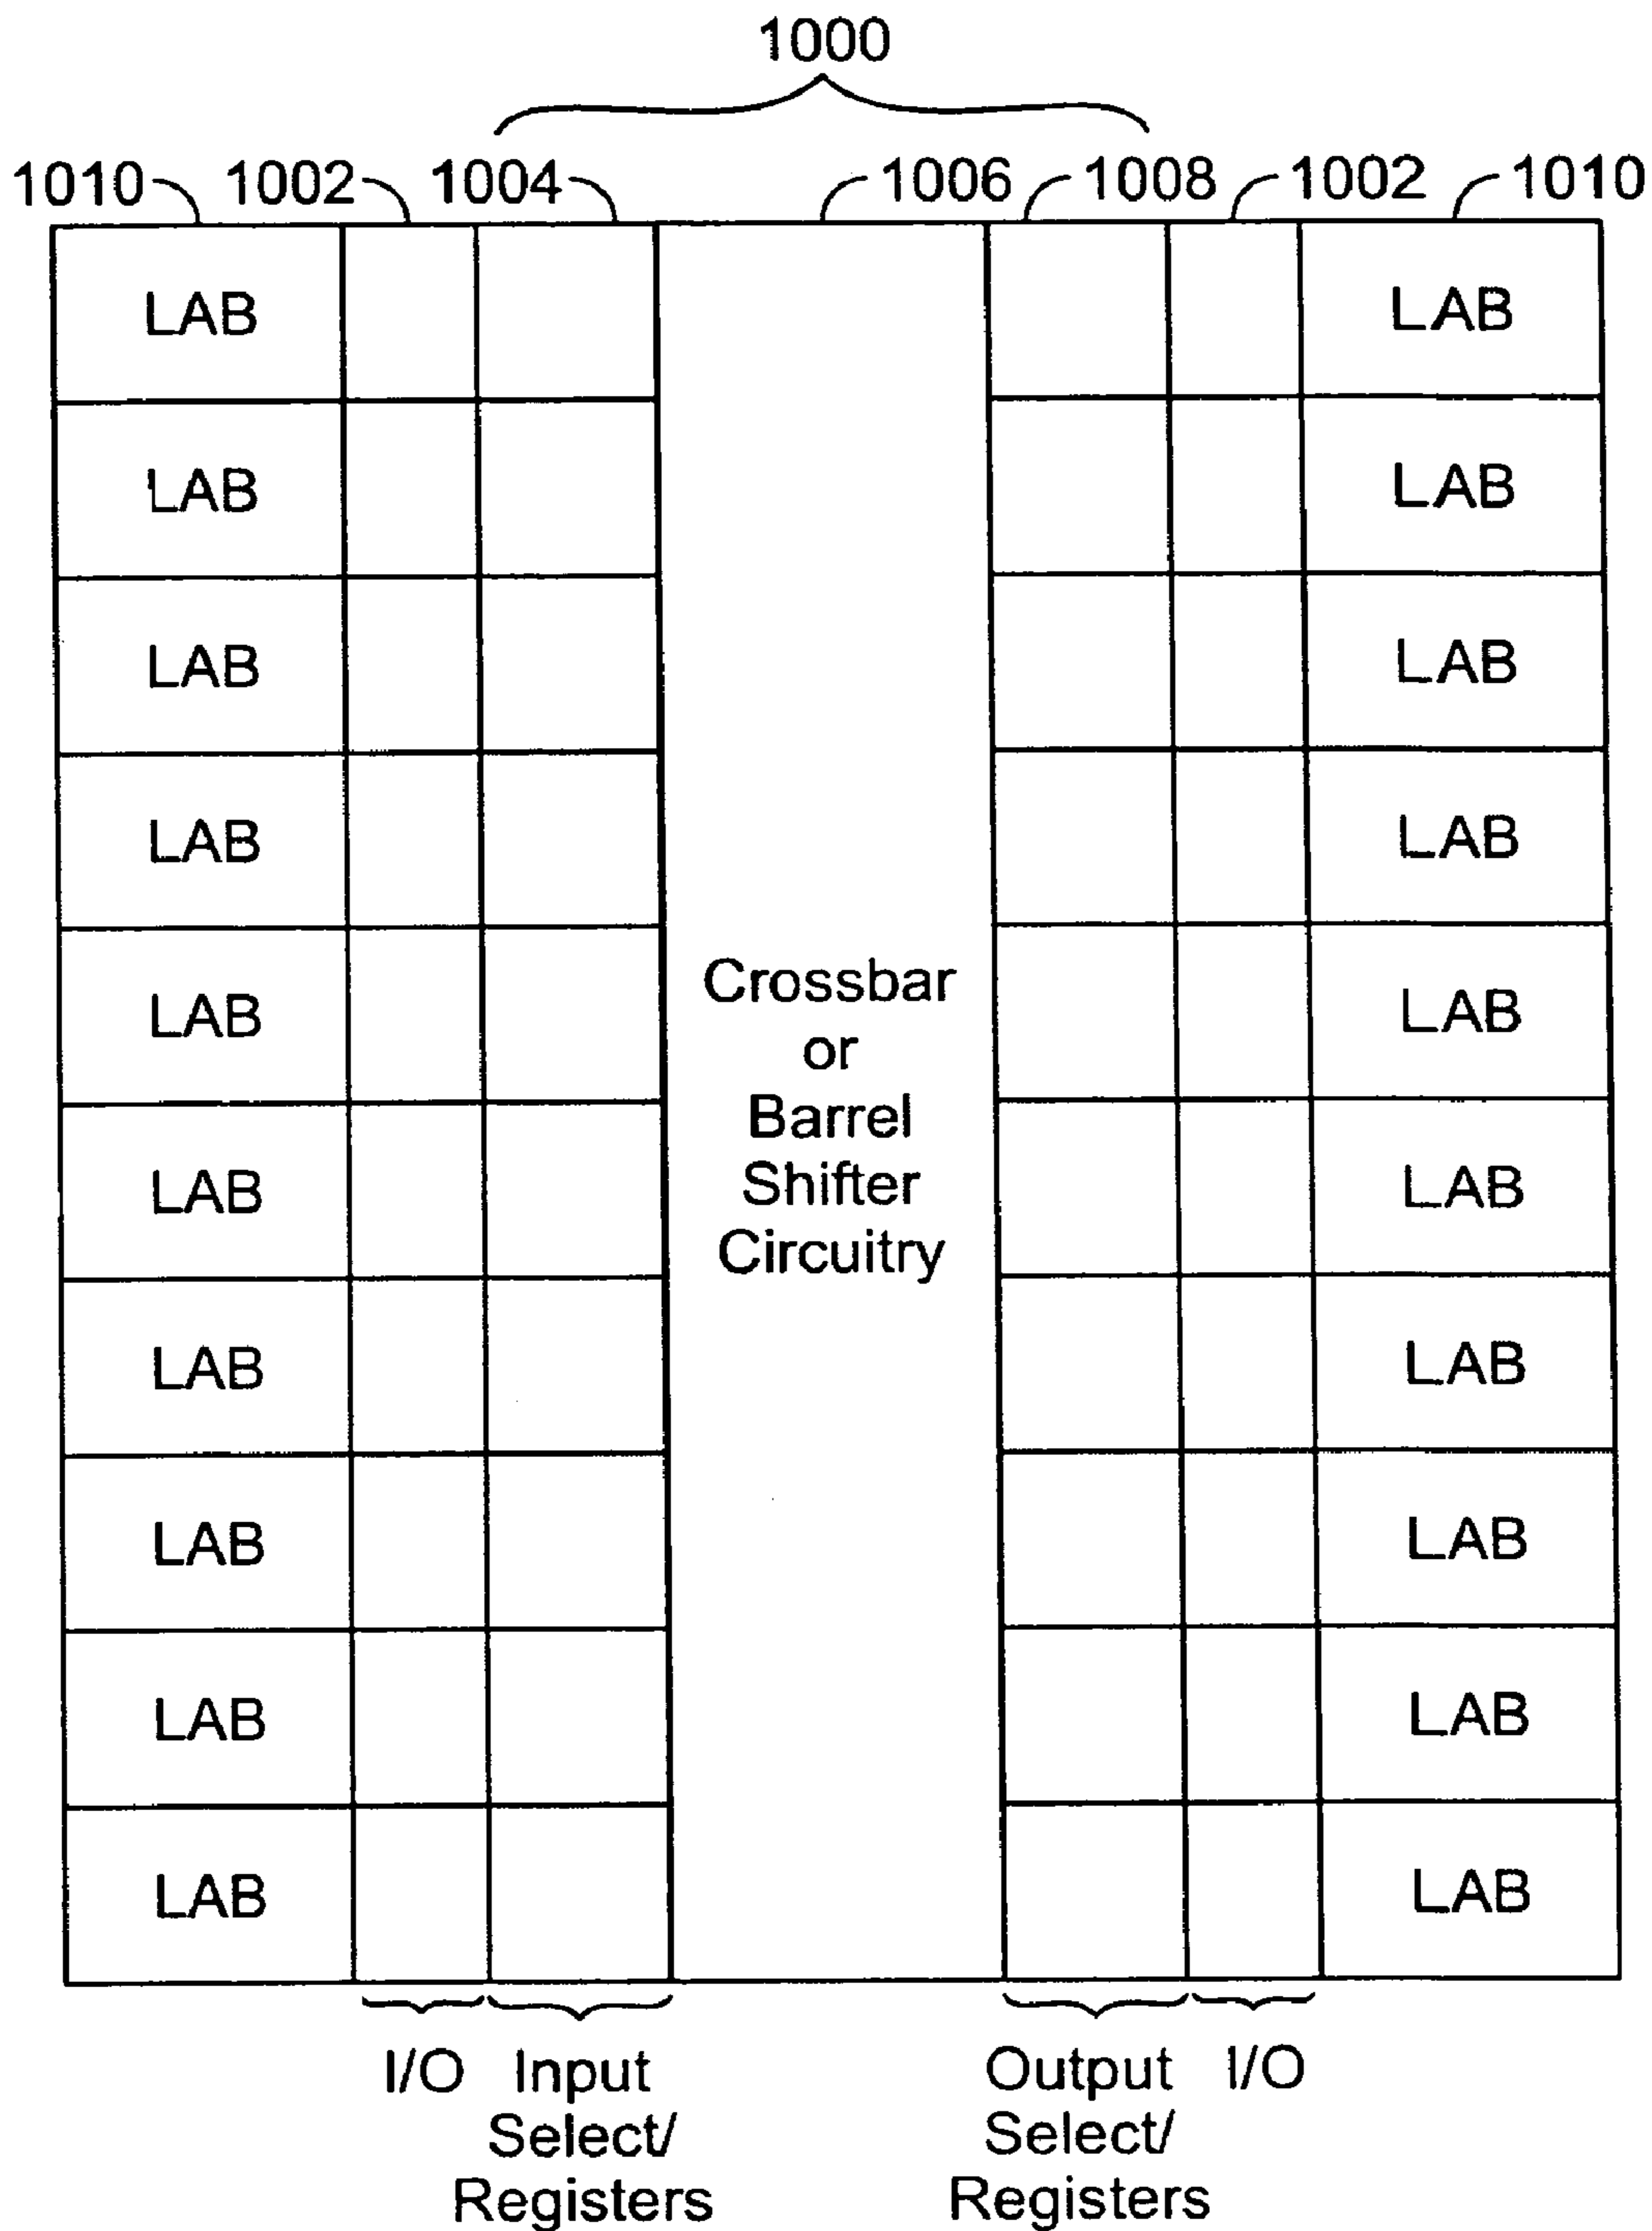 1000
1010 1002 1004 1006 1008 1002 1010
LAB LAB
LAB LAB
LAB LAB
LAB LAB
LAB LAB
LAB LAB
LAB LAB
LAB LAB
LAB LAB
LAB LAB
Crossbar
or
Barrel
Shifter
Circuitry
I/O Input Output I/O
Select/ Select/
Registers Registers